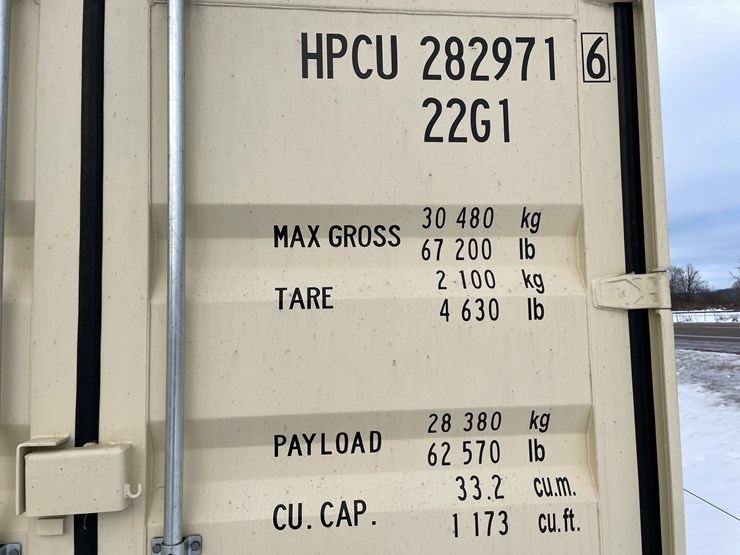 HPCU 282971 6
22G1
MAX GROSS 30 480 kg
67 200 lb
TARE 2 100 kg
4 630 lb
PAYLOAD 28 380 kg
62 570 lb
CU. CAP. 33.2 cu.m.
1 173 cu.ft.